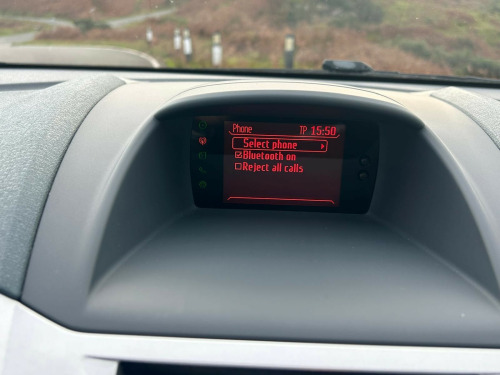 Phone TP 15:50
Select phone
Bluetooth on
Reject all calls